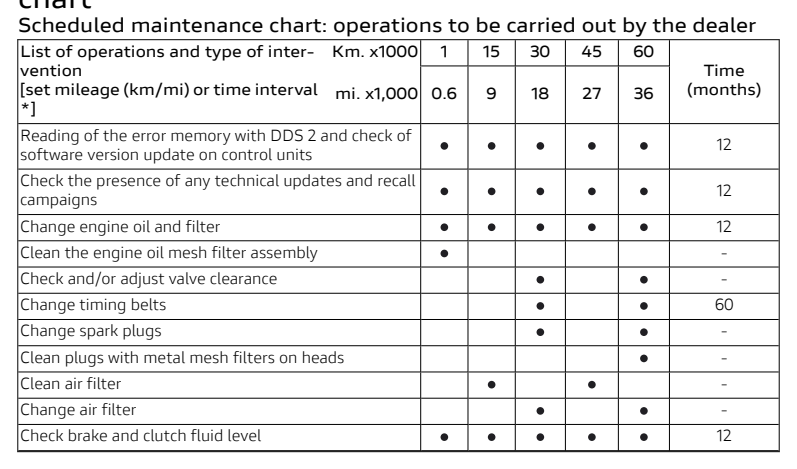 chart
Scheduled maintenance chart: operations to be carried out by the dealer
List of operations and type of inter- Km. x1000 1 15 30 45 60 Time
vention
[set mileage (km/mi) or time interval mi. x1,000 0.6 9 18 27 36 (months)
*]
Reading of the error memory with DDS 2 and check of ● ● ● ● ● 12
software version update on control units
Check the presence of any technical updates and recall ● ● ● ● ● 12
campaigns
Change engine oil and filter ● ● ● ● ● 12
Clean the engine oil mesh filter assembly ● -
Check and/or adjust valve clearance ● ● -
Change timing belts ● ● 60
Change spark plugs ● ● -
Clean plugs with metal mesh filters on heads ● -
Clean air filter ● ● -
Change air filter ● ● -
Check brake and clutch fluid level ● ● ● ● ● 12